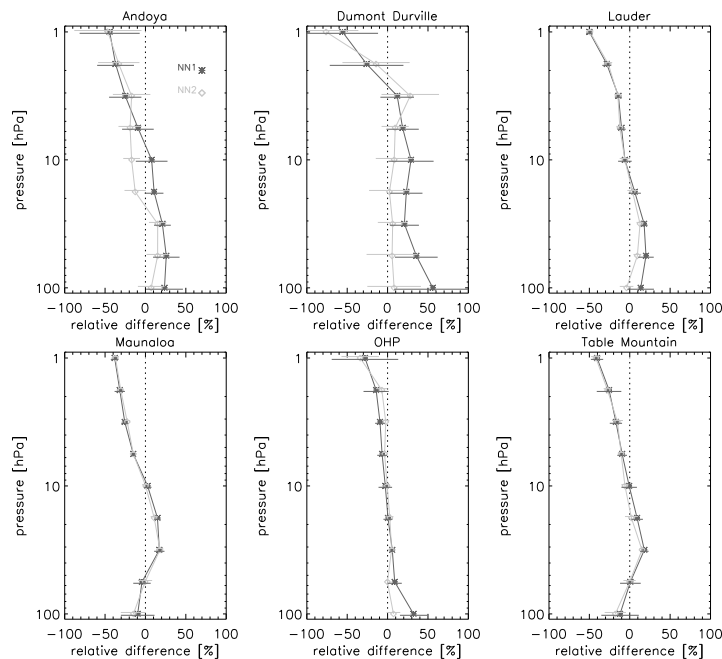 Andoya
Dumont Durville
Lauder
1
10
100
pressure [hPa]
NN1
NN2
−100 −50 0 50 100
relative difference [%]
1
10
100
pressure [hPa]
−100 −50 0 50 100
relative difference [%]
1
10
100
pressure [hPa]
−100 −50 0 50 100
relative difference [%]
Maunaloa
OHP
Table Mountain
1
10
100
pressure [hPa]
−100 −50 0 50 100
relative difference [%]
1
10
100
pressure [hPa]
−100 −50 0 50 100
relative difference [%]
1
10
100
pressure [hPa]
−100 −50 0 50 100
relative difference [%]